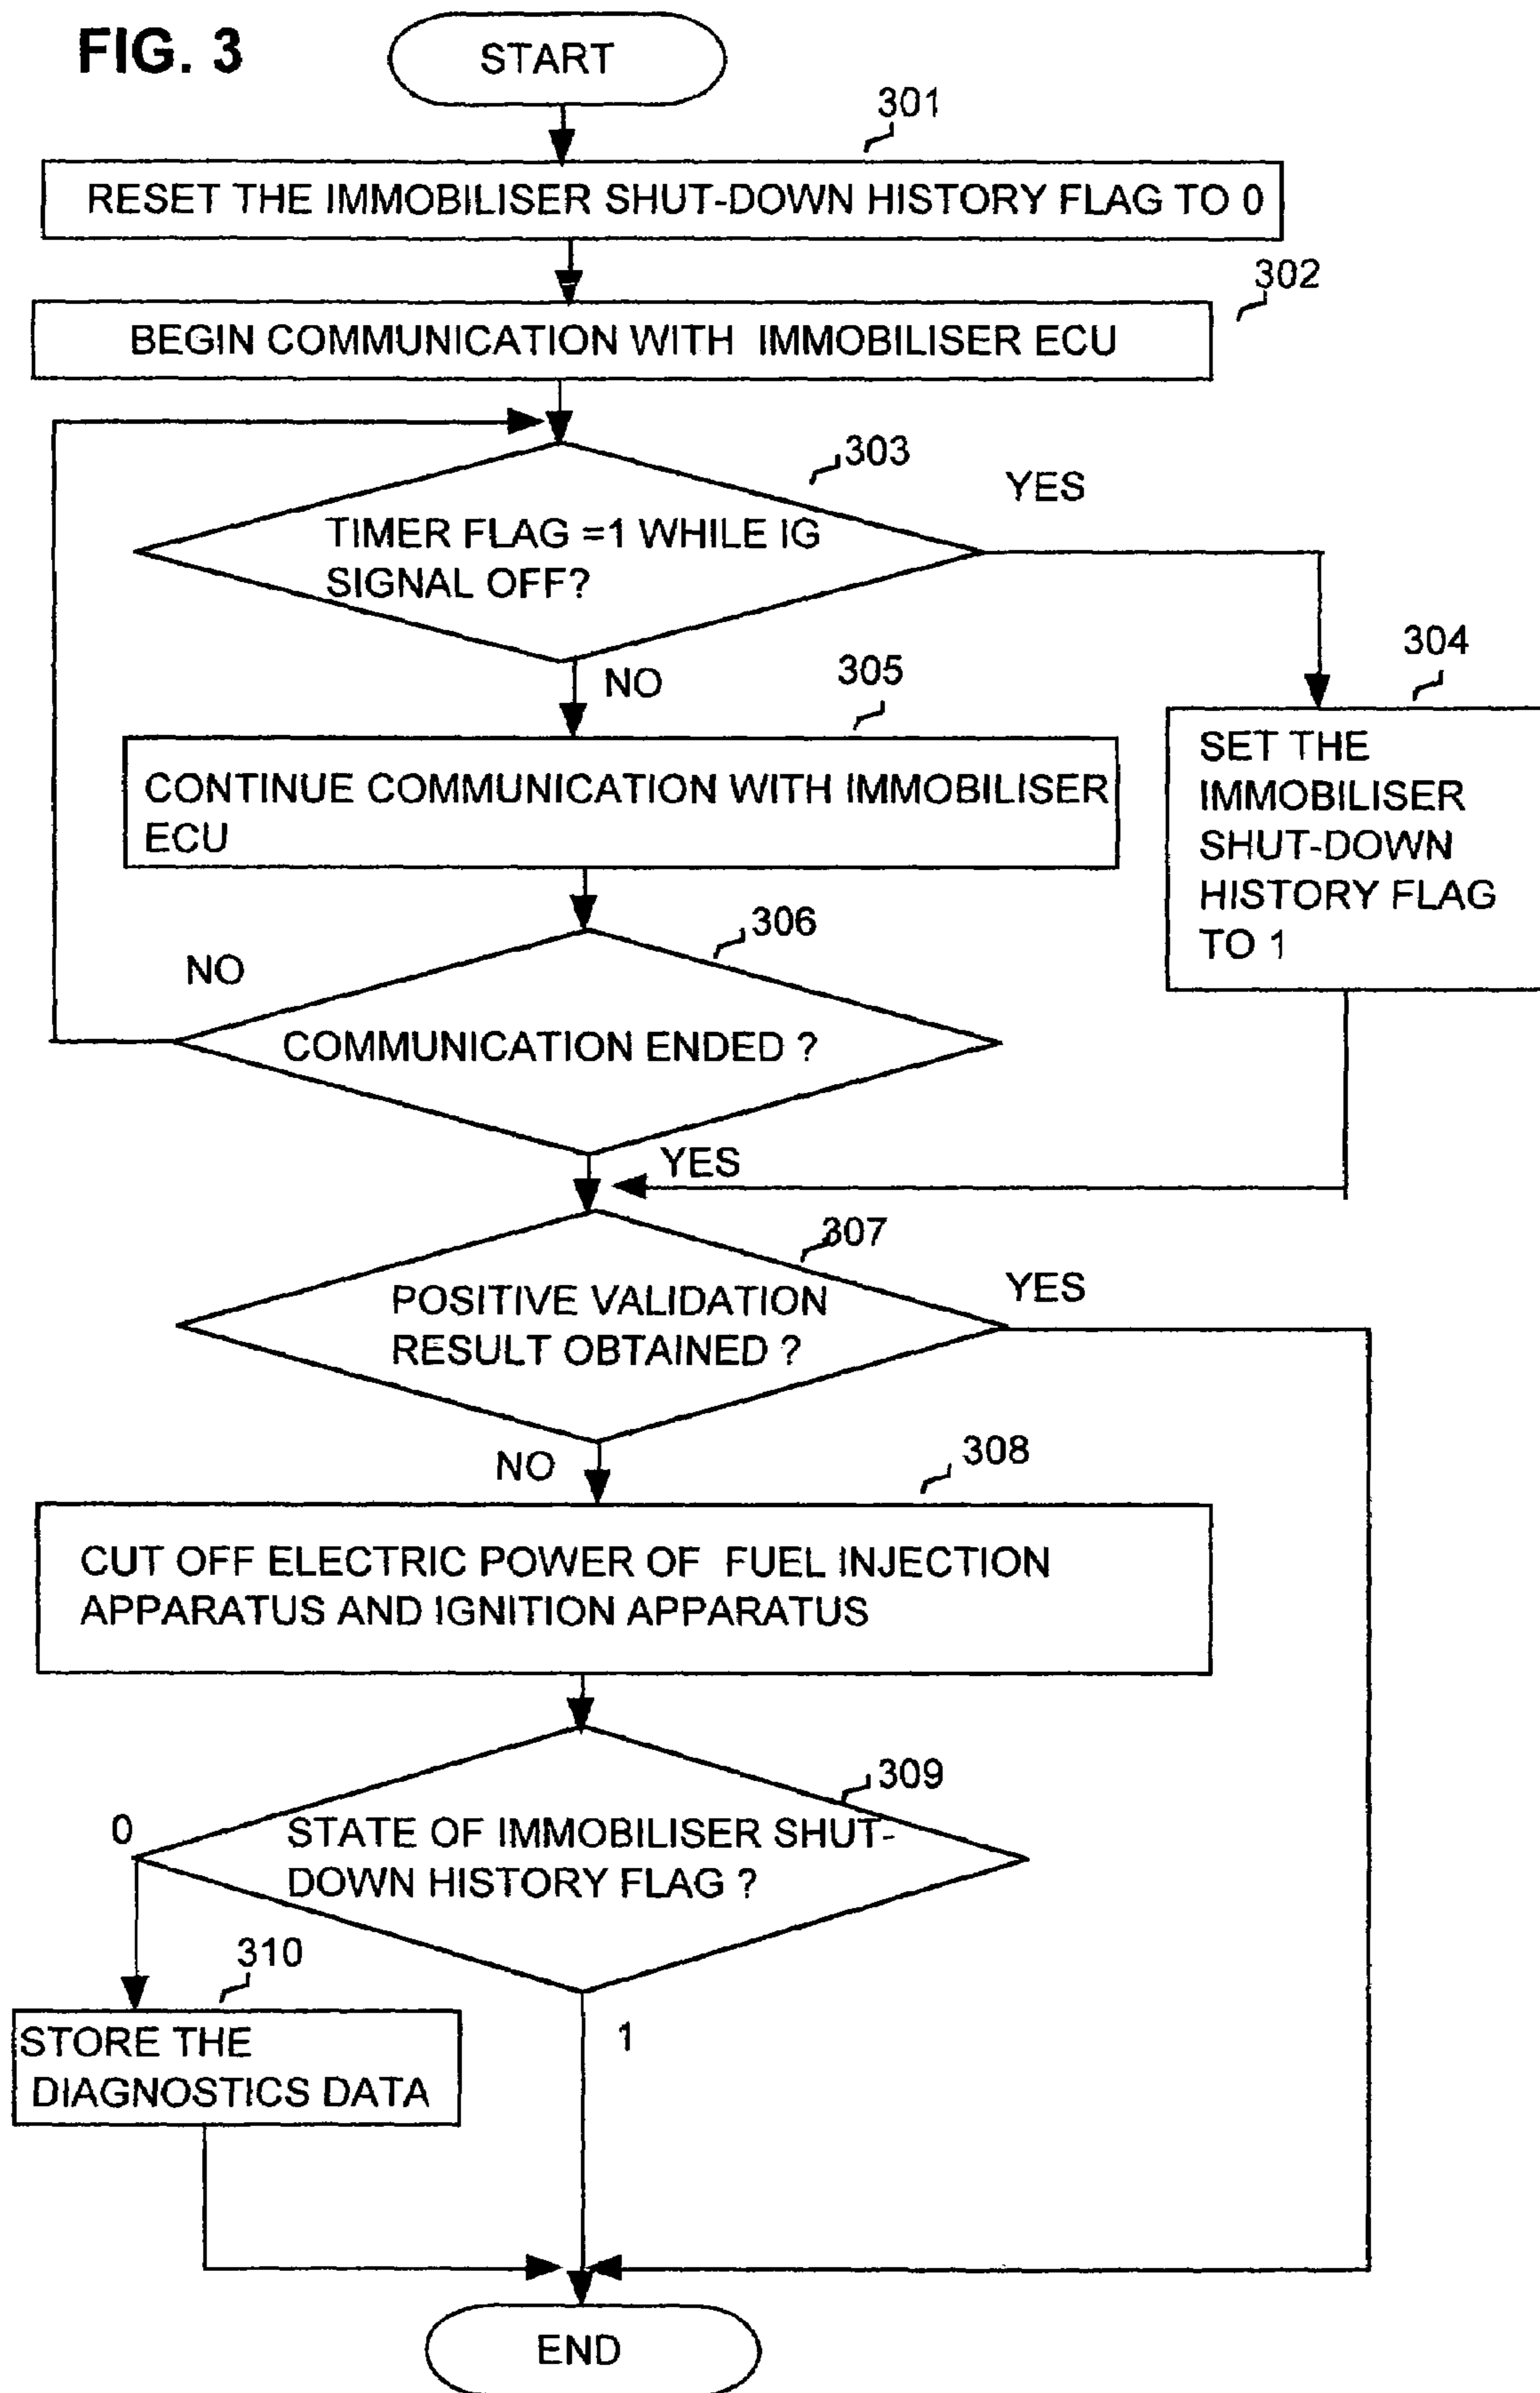 FIG. 3
START
301
RESET THE IMMOBILISER SHUT-DOWN HISTORY FLAG TO 0
302
BEGIN COMMUNICATION WITH IMMOBILISER ECU
303
YES
TIMER FLAG =1 WHILE IG
SIGNAL OFF?
304
NO
305
SET THE
IMMOBILISER
SHUT-DOWN
HISTORY FLAG
TO 1
CONTINUE COMMUNICATION WITH IMMOBILISER
ECU
306
NO
COMMUNICATION ENDED ?
YES
307
YES
POSITIVE VALIDATION
RESULT OBTAINED ?
NO
308
CUT OFF ELECTRIC POWER OF FUEL INJECTION
APPARATUS AND IGNITION APPARATUS
309
0
STATE OF IMMOBILISER SHUT-
DOWN HISTORY FLAG ?
310
1
STORE THE
DIAGNOSTICS DATA
END